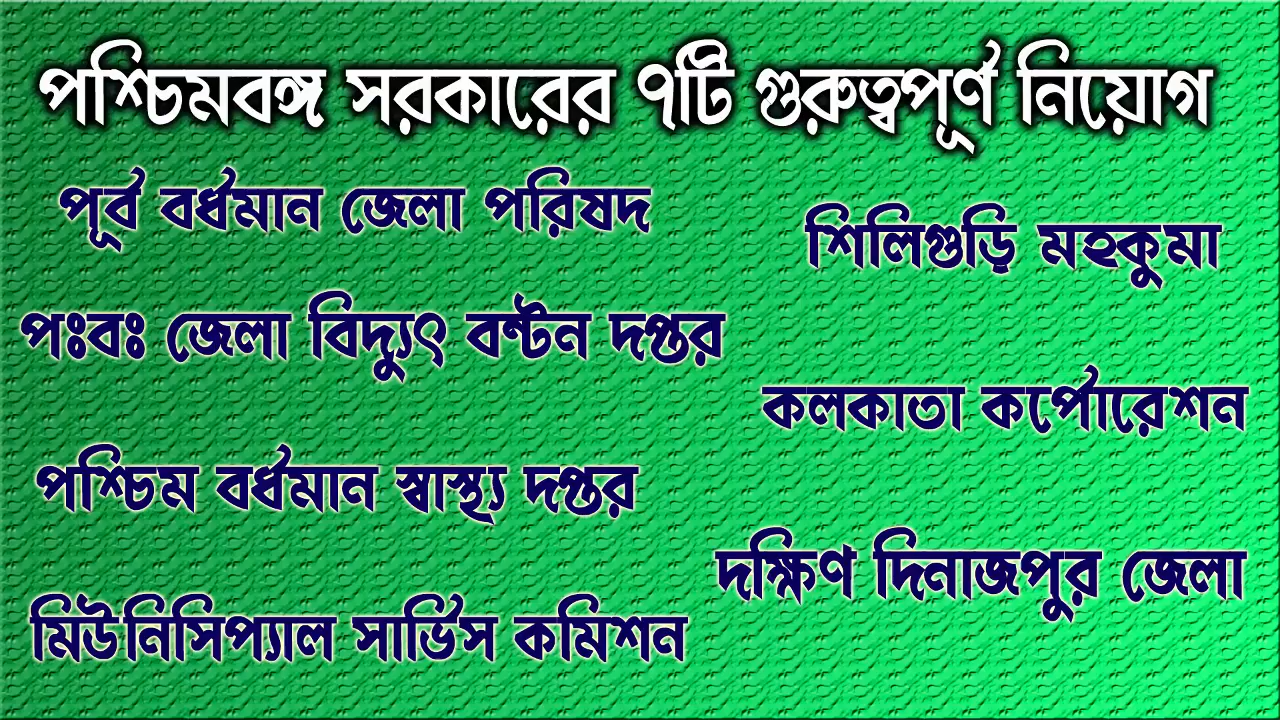 পশ্চিমবঙ্গ সরকারের ৭টি গুরুত্বপূর্ণ নিয়োগ
পূর্ব বর্ধমান জেলা পরিষদ
পঃবঃ জেলা বিদ্যুৎ বন্টন দপ্তর
পশ্চিম বর্ধমান স্বাস্থ্য দপ্তর
মিউনিসিপ্যাল সার্ভিস কমিশন
শিলিগুড়ি মহকুমা
কলকাতা কর্পোরেশন
দক্ষিণ দিনাজপুর জেলা